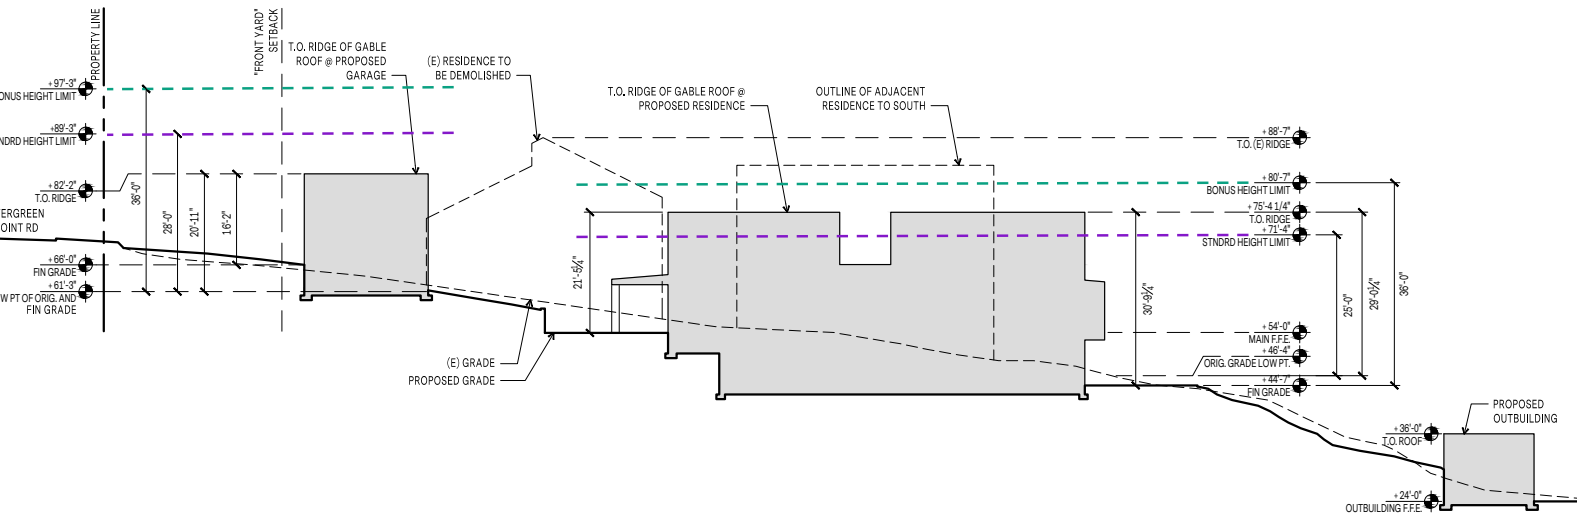 PROPERTY LINE
"FRONT YARD"
SETBACK
T.O. RIDGE OF GABLE
ROOF @ PROPOSED
GARAGE
(E) RESIDENCE TO
BE DEMOLISHED
T.O. RIDGE OF GABLE ROOF @
PROPOSED RESIDENCE
OUTLINE OF ADJACENT
RESIDENCE TO SOUTH
+97'-3"
ONUS HEIGHT LIMIT
+89'-3"
NDRD HEIGHT LIMIT
+82'-2"
T.O. RIDGE
ERGREEN
OINT RD
+66'-0"
FIN GRADE
+61'-3"
W PT OF ORIG. AND
FIN GRADE
36'-0"
28'-0"
20'-11"
16'-2"
21'-5¼"
(E) GRADE
PROPOSED GRADE
30'-9¼"
+88'-7"
T.O. (E) RIDGE
+80'-7"
BONUS HEIGHT LIMIT
+75'-4 1/4"
T.O. RIDGE
+71'-4"
STNDRD HEIGHT LIMIT
+54'-0"
MAIN F.F.E.
+46'-4"
ORIG. GRADE LOW PT.
+44'-7"
FIN GRADE
25'-0"
29'-0¼"
36'-0"
PROPOSED
OUTBUILDING
+36'-0"
T.O. ROOF
+24'-0"
OUTBUILDING F.F.E.